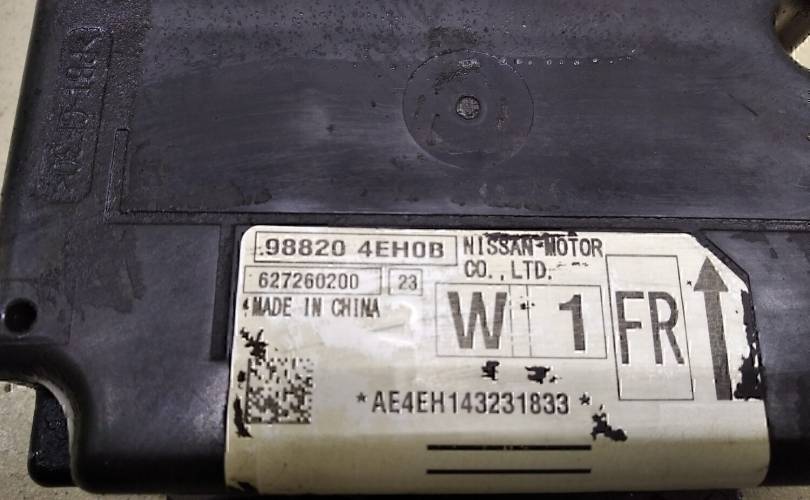 98820 4EH0B
NISSAN MOTOR
CO.,LTD.
627260200 23
MADE IN CHINA
W 1 FR
*AE4EH143231833*